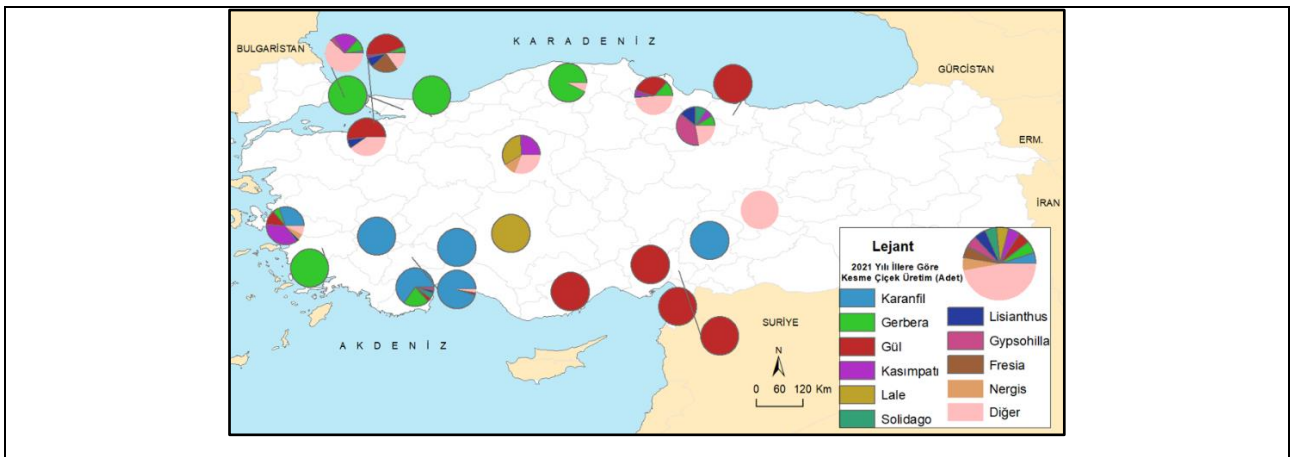 K A R A D E N İ Z
BULGARİSTAN
GÜRCİSTAN
ERM.
İRAN
SURİYE
A K D E N İ Z
N
0 60 120 Km
Lejant
2021 Yılı İllere Göre
Kesme Çiçek Üretim (Adet)
Karanfil
Gerbera
Gül
Kasımpatı
Lale
Solidago
Lisianthus
Gypsohilla
Fresia
Nergis
Diğer